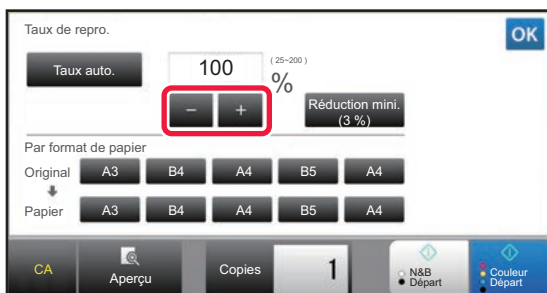 Taux de repro.
OK
Taux auto.
100
( 25~200 )
%
− +
Réduction mini.
(3 %)
Par format de papier
Original A3 B4 A4 B5 A4
Papier A3 B4 A4 B5 A4
CA
Aperçu
Copies
1
N&B
Départ
Couleur
Départ